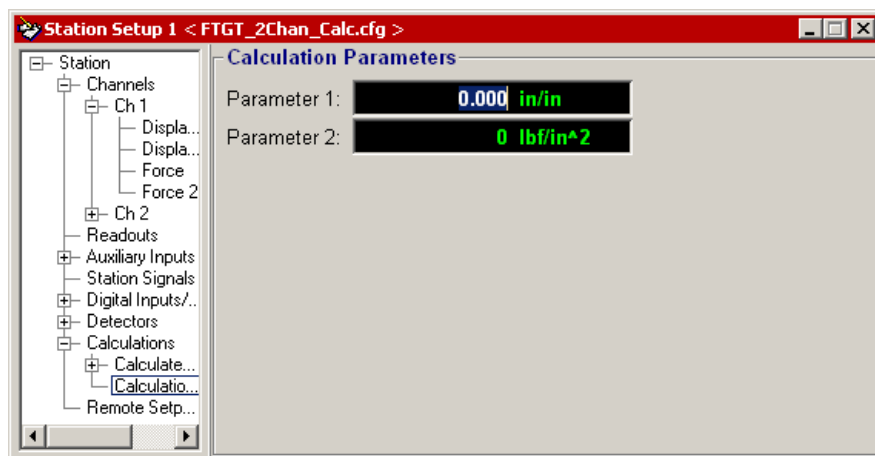 Station Setup 1 < FTGT_2Chan_Calc.cfg >
Station
Channels
Ch 1
Displa...
Displa...
Force
Force 2
Ch 2
Readouts
Auxiliary Inputs
Station Signals
Digital Inputs/..
Detectors
Calculations
Calculate...
Calculatio...
Remote Setp...
Calculation Parameters
Parameter 1: 0.000 in/in
Parameter 2: 0 lbf/in^2